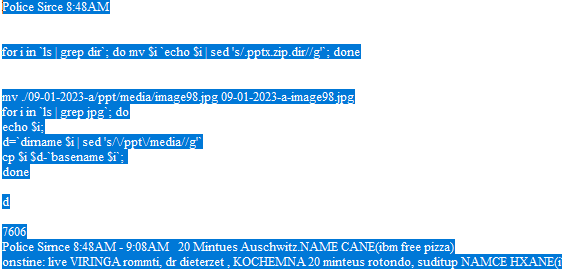 Police Sirce 8:48AM
for i in `ls | grep dir`; do mv $i `echo $i | sed 's/.pptx.zip.dir//g'`; done
mv ./09-01-2023-a/ppt/media/image98.jpg 09-01-2023-a-image98.jpg
for i in `ls | grep jpg`; do
echo $i;
d=`dirname $i | sed 's/\/ppt\/media//g'`
cp $i $d-`basename $i`;
done
d
7606
Police Sirnce 8:48AM - 9:08AM 20 Mintues Auschwitz.NAME CANE(ibm free pizza)
onstine: live VIRINGA rommti, dr dieterzet , KOCHEMNA 20 minteus rotondo, suditup NAMCE HXANE(i